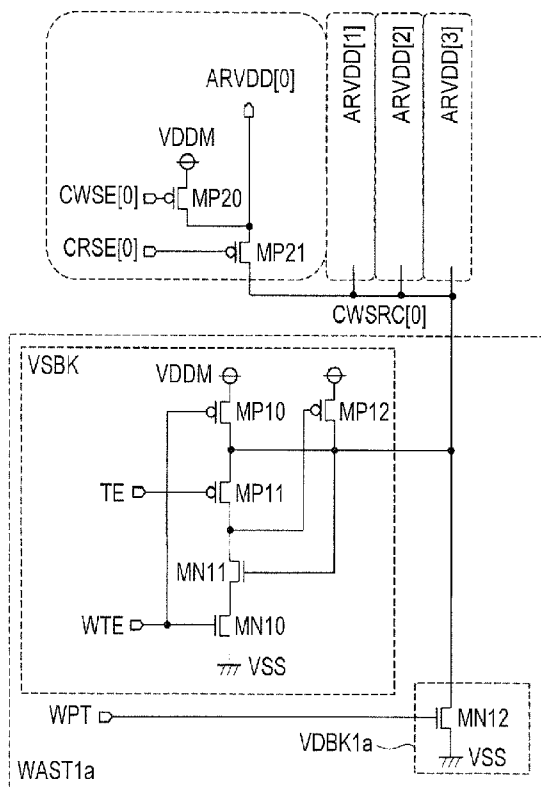 ARVDD[0]
ARVDD[1]
ARVDD[2]
ARVDD[3]
VDDM
CWSE[0]
MP20
CRSE[0]
MP21
CWSRC[0]
VSBK
VDDM
MP10
MP12
TE
MP11
MN11
WTE
MN10
VSS
WPT
MN12
VDBK1a
VSS
WAST1a